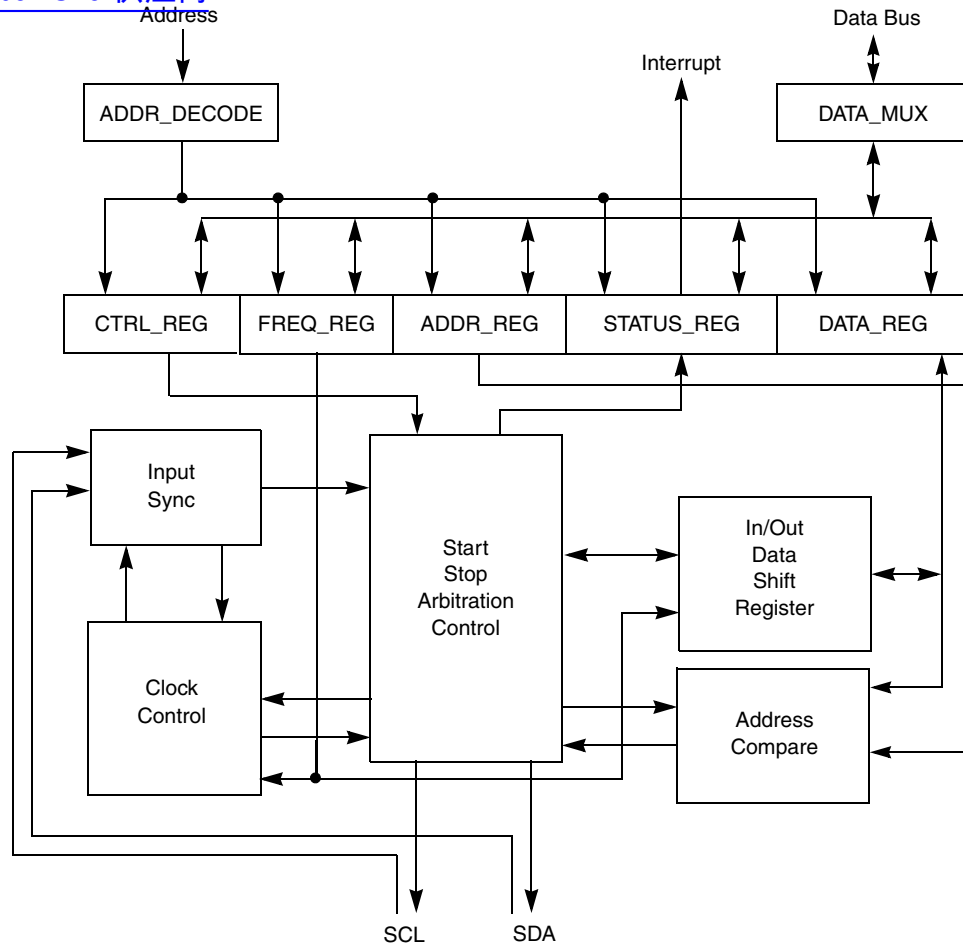 Address
Data Bus
Interrupt
ADDR_DECODE
DATA_MUX
CTRL_REG
FREQ_REG
ADDR_REG
STATUS_REG
DATA_REG
Input
Sync
Start
Stop
Arbitration
Control
In/Out
Data
Shift
Register
Clock
Control
Address
Compare
SCL
SDA